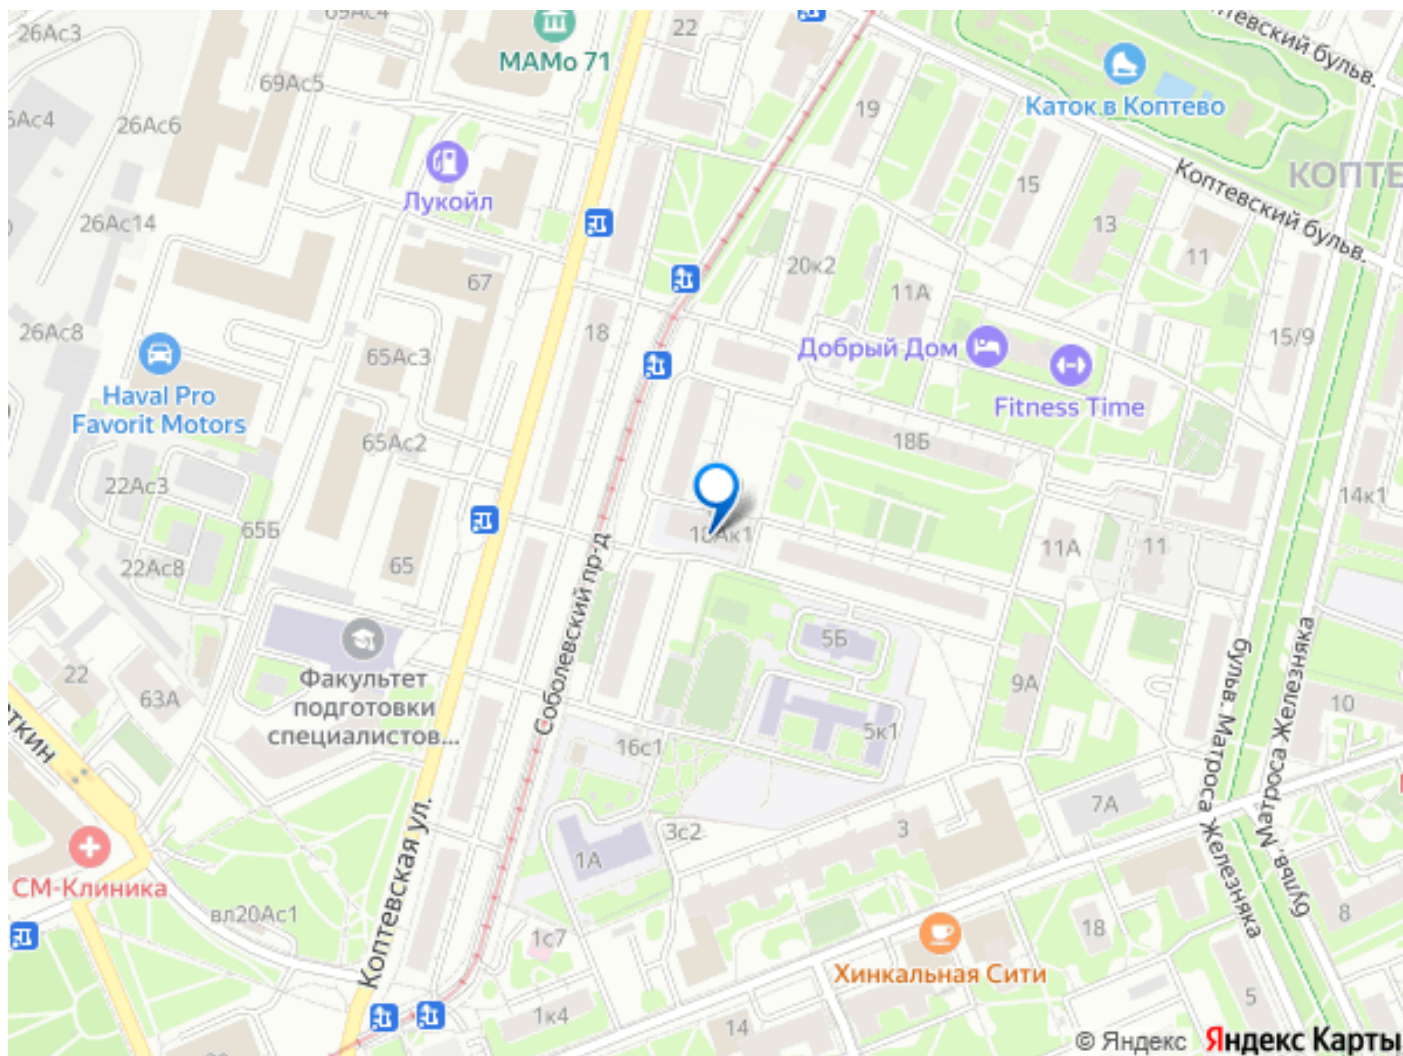 69Ас4
26Ас3
22
МАМо 71
69Ас5
26Ас6
19
Каток в Коптево
Лукойл
15
Коптевский бульв.
26Ас14
13
11
20к2
67
11А
26Ас8
18
15/9
Добрый Дом
65Ас3
Haval Pro
Favorit Motors
Fitness Time
65Ас2
18Б
22Ас3
14к1
65Б
18Ак1
11А
11
22Ас8
65
Соболевский пр-д
5Б
Факультет
подготовки
специалистов...
22
63А
9А
бульв. Матроса Железняка
бульв. Матроса Железняка
10
5к1
16с1
7А
3с2
3
Коптевская ул.
1А
СМ-Клиника
вл20Ас1
8
18
1с7
Хинкальная Сити
5
1к4
14
© Яндекс Яндекс Карты